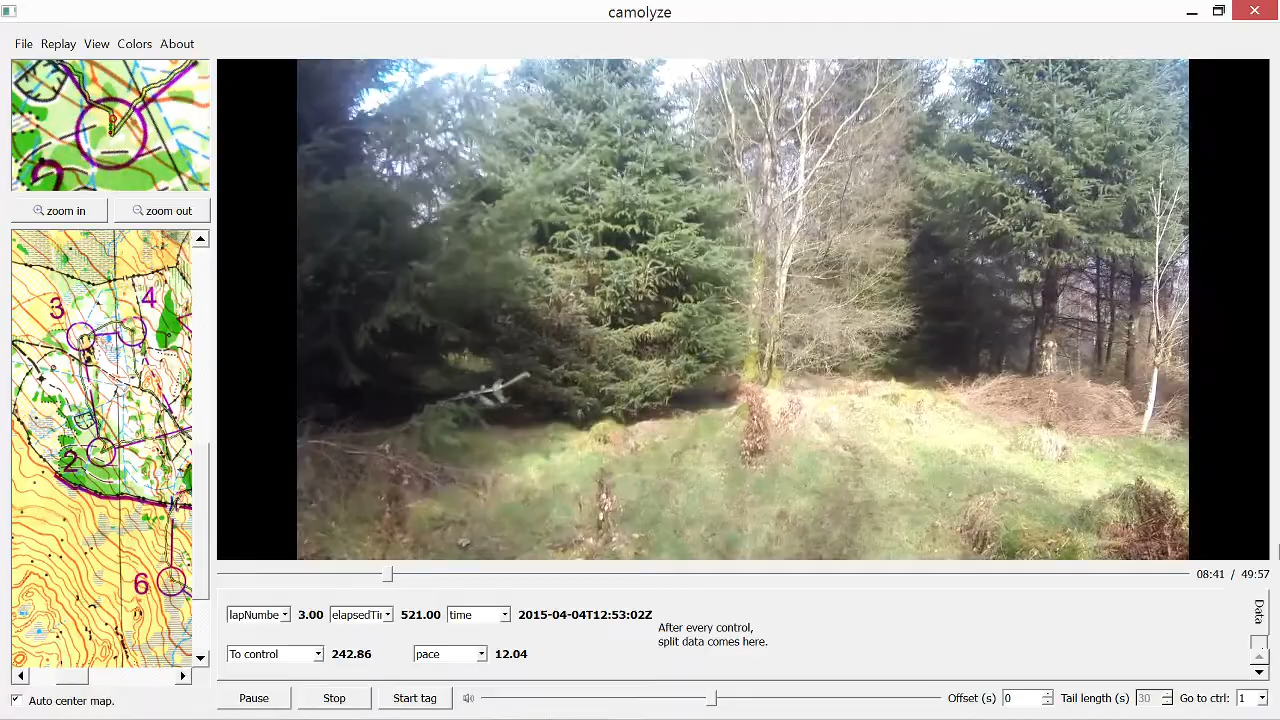 camolyze
File Replay View Colors About
2
zoom in zoom out
3
4
2
6
08:41 / 49:57
lapNumbe 3.00 elapsedTi 521.00 time 2015-04-04T12:53:02Z
After every control,
split data comes here.
Data
To control 242.86 pace 12.04
Auto center map.
Pause Stop Start tag Offset (s) 0 Tail length (s) 30 Go to ctrl: 1